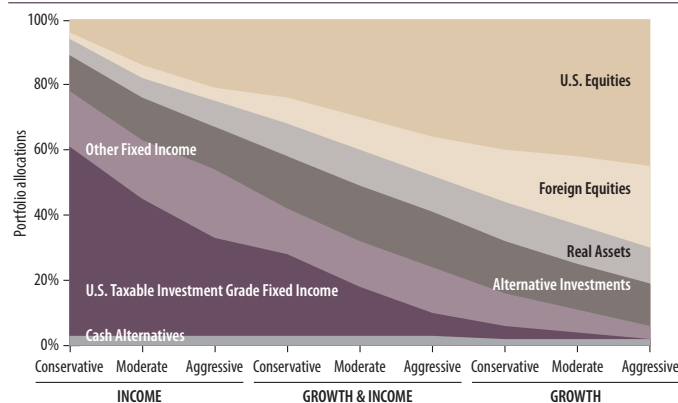 100%
80%
60%
40%
20%
0%
Portfolio allocations
U.S. Equities
Other Fixed Income
Foreign Equities
Real Assets
Alternative Investments
U.S. Taxable Investment Grade Fixed Income
Cash Alternatives
Conservative Moderate Aggressive Conservative Moderate Aggressive Conservative Moderate Aggressive
INCOME GROWTH & INCOME GROWTH